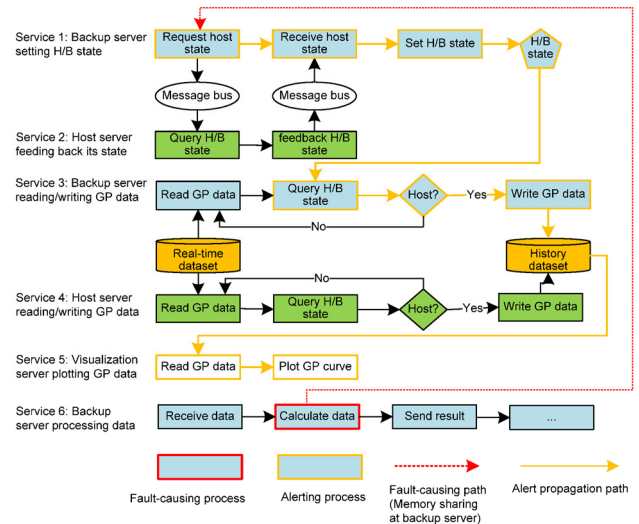 Service 1: Backup server
setting H/B state
Request host
state
Receive host
state
Set H/B state
H/B
state
Message bus
Message bus
Service 2: Host server
feeding back its state
Query H/B
state
feedback H/B
state
Service 3: Backup server
reading/writing GP data
Read GP data
Query H/B
state
Host?
Yes
Write GP data
No
Real-time
dataset
History
dataset
No
Service 4: Host server
reading/writing GP data
Read GP data
Query H/B
state
Host?
Yes
Write GP data
Service 5: Visualization
server plotting GP data
Read GP data
Plot GP curve
Service 6: Backup
server processing data
Receive data
Calculate data
Send result
...
Fault-causing process
Alerting process
Fault-causing path
(Memory sharing
at backup server)
Alert propagation path